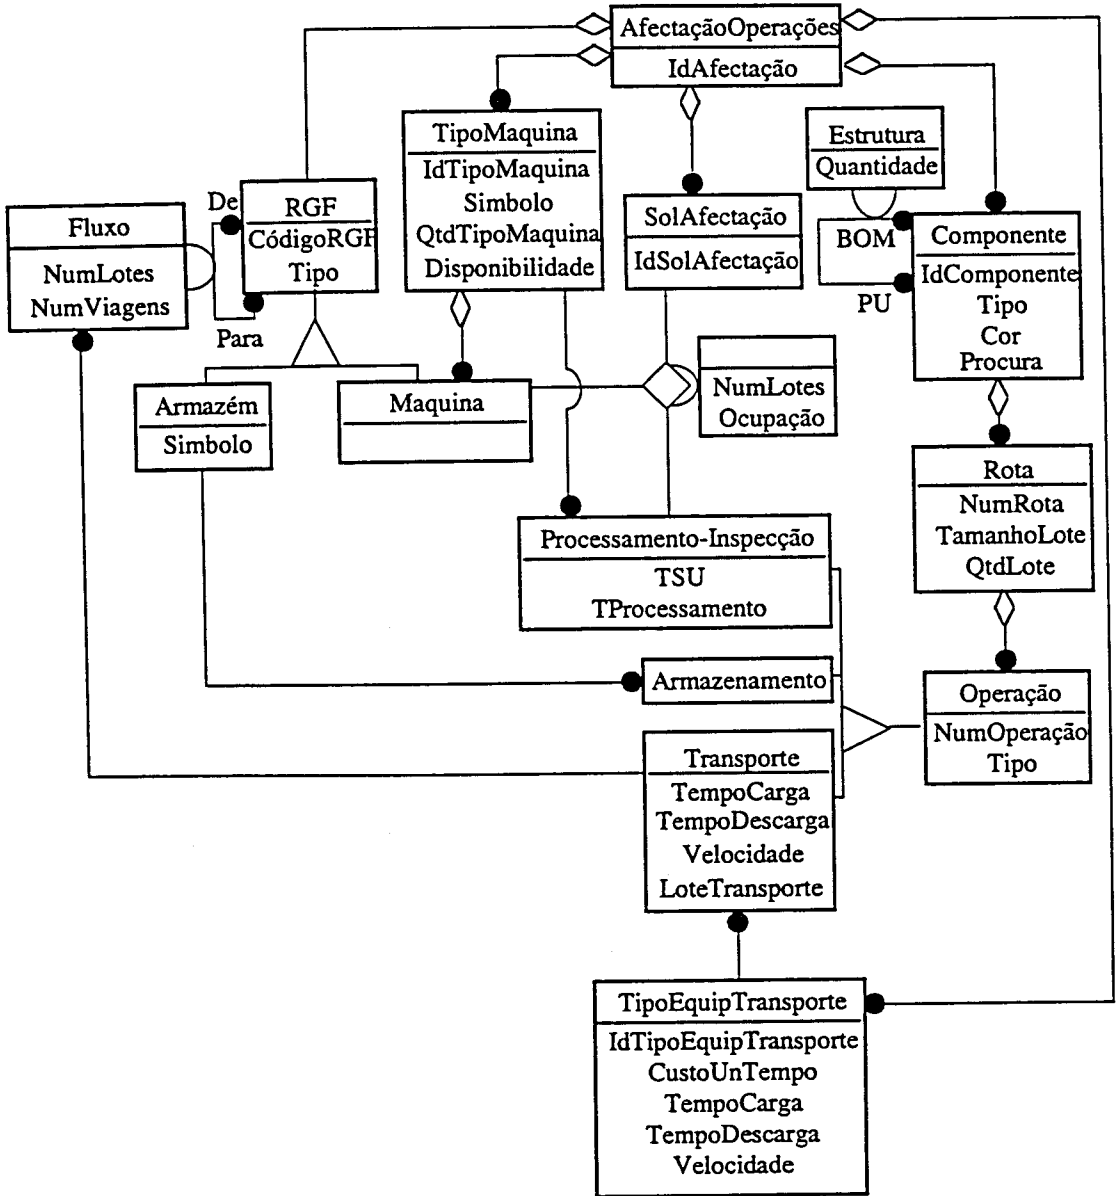 AfectaçãoOperações
IdAfectação
TipoMaquina
IdTipoMaquina
Simbolo
QtdTipoMaquina
Disponibilidade
Estrutura
Quantidade
De
RGF
CódigoRGF
Tipo
Para
Fluxo
NumLotes
NumViagens
SolAfectação
IdSolAfectação
BOM
PU
Componente
IdComponente
Tipo
Cor
Procura
Armazém
Simbolo
Maquina
NumLotes
Ocupação
Rota
NumRota
TamanhoLote
QtdLote
Processamento-Inspecção
TSU
TProcessamento
Armazenamento
Operação
NumOperação
Tipo
Transporte
TempoCarga
TempoDescarga
Velocidade
LoteTransporte
TipoEquipTransporte
IdTipoEquipTransporte
CustoUnTempo
TempoCarga
TempoDescarga
Velocidade